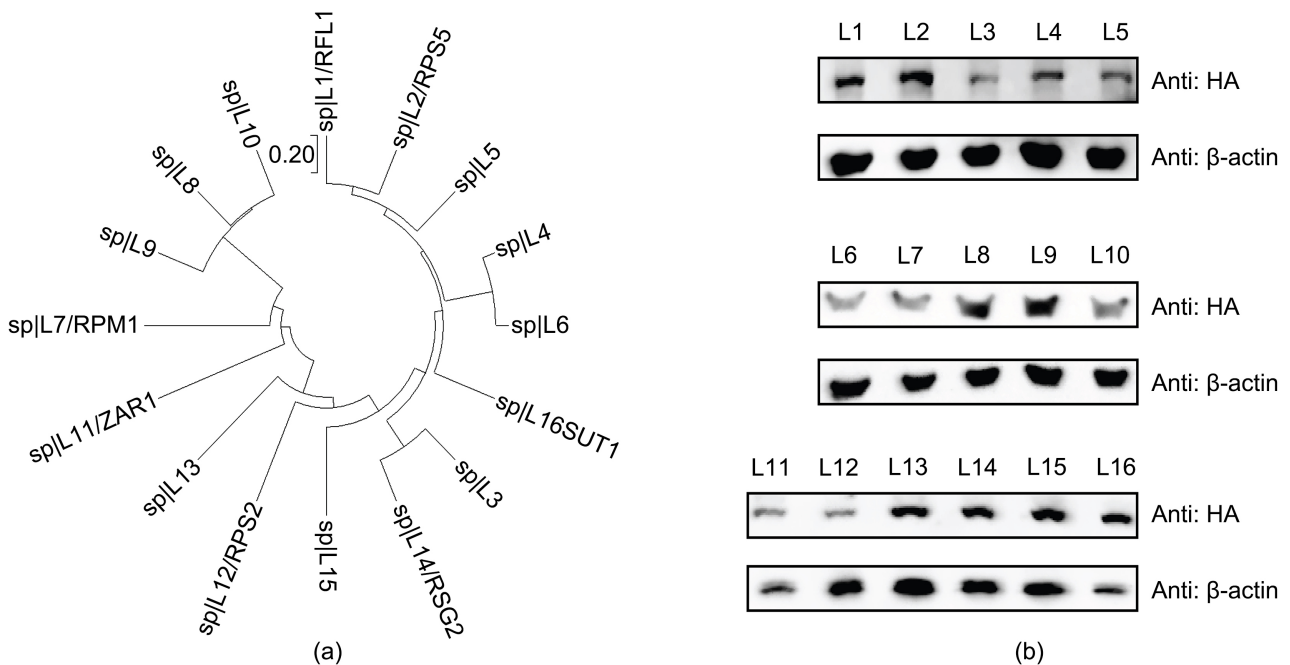 sp|L1/RFL1
sp|L2/RPS5
sp|L5
sp|L4
sp|L6
sp|L16SUT1
sp|L3
sp|L14/RSG2
sp|L15
sp|L12/RPS2
sp|L13
sp|L11/ZAR1
sp|L7/RPM1
sp|L9
sp|L8
sp|L10
0.20
(a)
L1 L2 L3 L4 L5
Anti: HA
Anti: β-actin
L6 L7 L8 L9 L10
Anti: HA
Anti: β-actin
L11 L12 L13 L14 L15 L16
Anti: HA
Anti: β-actin
(b)